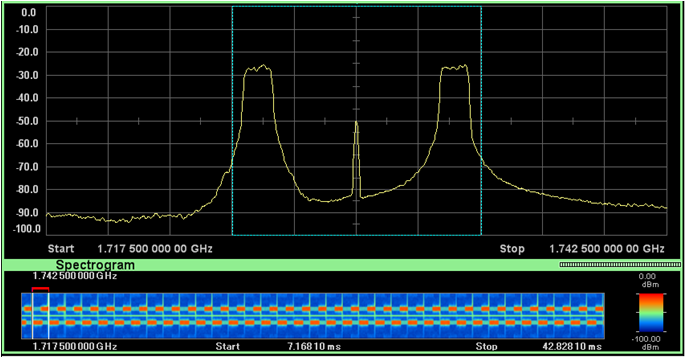 0.0
-10.0
-20.0
-30.0
-40.0
-50.0
-60.0
-70.0
-80.0
-90.0
-100.0
Start 1.717 500 000 00 GHz Stop 1.742 500 000 00 GHz
Spectrogram
1.742 500 000 GHz
0.00
dBm
-100.00
dBm
1.717 500 000 GHz Start 7.168 10 ms Stop 42.828 10 ms